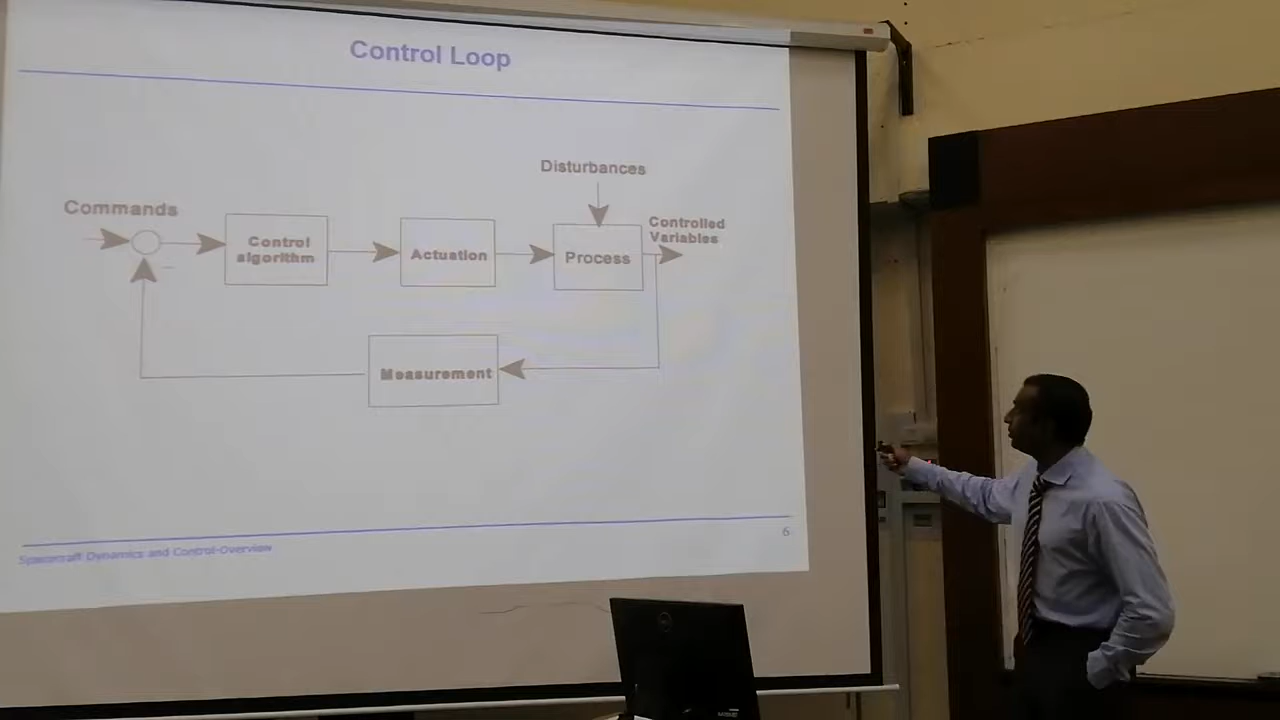 Control Loop
Disturbances
Commands
Controlled
Variables
Control
algorithm
Actuation
Process
Measurement
Spacecraft Dynamics and Control-Overview
6